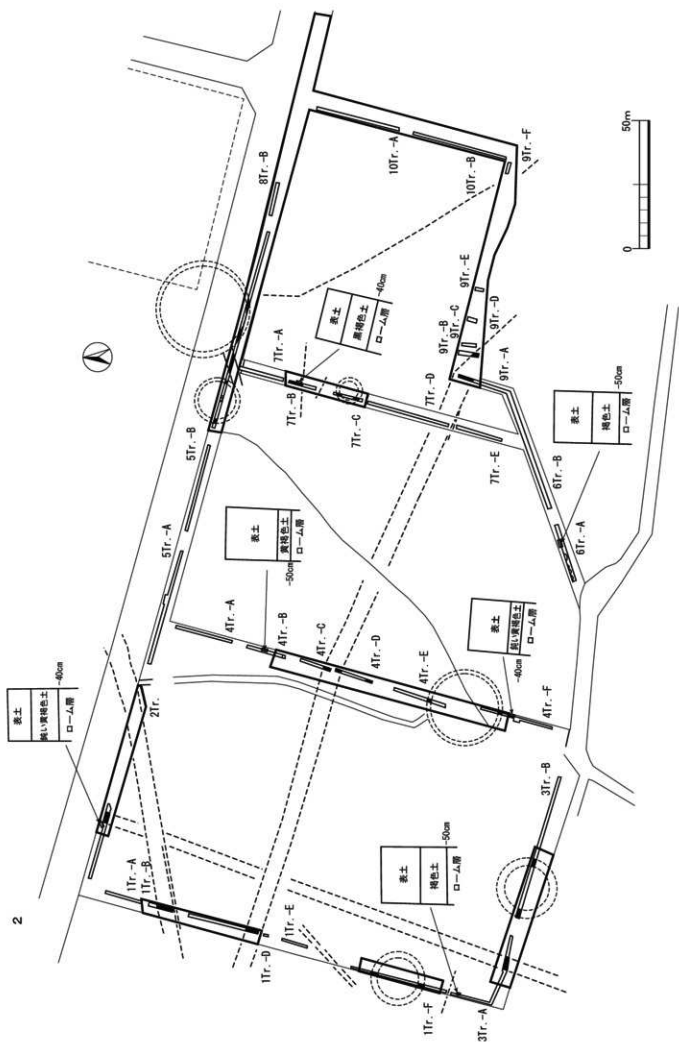 2
表土
鈍い黄褐色土
ローム層
-40cm
2Tr.
1Tr.-A
1Tr.-B
1Tr.-D
1Tr.-E
1Tr.-F
3Tr.-A
3Tr.-B
表土
褐色土
ローム層
-50cm
5Tr.-A
5Tr.-B
4Tr.-A
4Tr.-B
4Tr.-C
4Tr.-D
4Tr.-E
4Tr.-F
表土
黄褐色土
ローム層
-50cm
表土
鈍い黄褐色土
ローム層
-40cm
8Tr.-B
7Tr.-A
7Tr.-B
7Tr.-C
7Tr.-D
7Tr.-E
表土
黒褐色土
ローム層
-40cm
6Tr.-A
6Tr.-B
表土
褐色土
ローム層
-50cm
9Tr.-A
9Tr.-B
9Tr.-C
9Tr.-D
9Tr.-E
9Tr.-F
10Tr.-A
10Tr.-B
0
50m